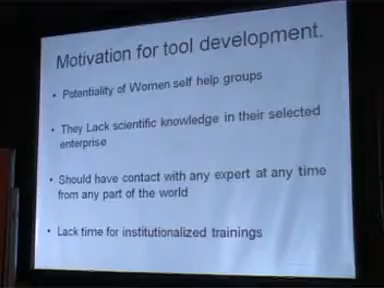 Motivation for tool development.
• Potentiality of Women self help groups
• They Lack scientific knowledge in their selected
enterprise
• Should have contact with any expert at any time
from any part of the world
• Lack time for institutionalized trainings